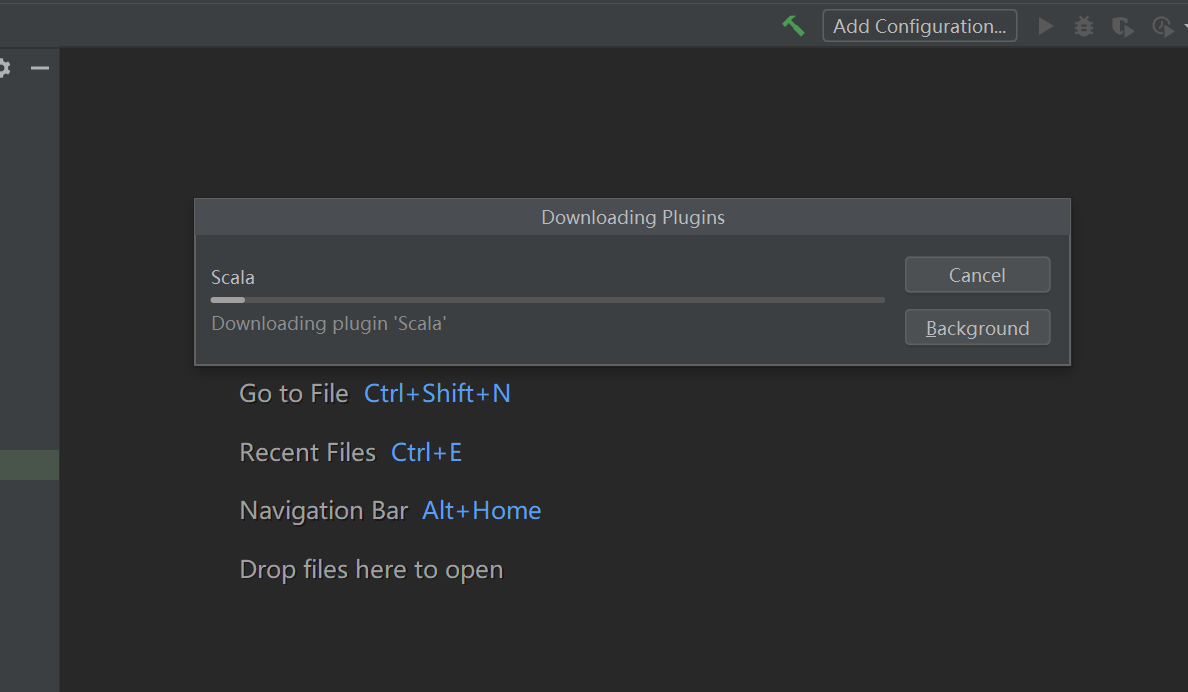 Add Configuration...
Downloading Plugins
Scala
Cancel
Downloading plugin 'Scala'
Background
Go to File Ctrl+Shift+N
Recent Files Ctrl+E
Navigation Bar Alt+Home
Drop files here to open